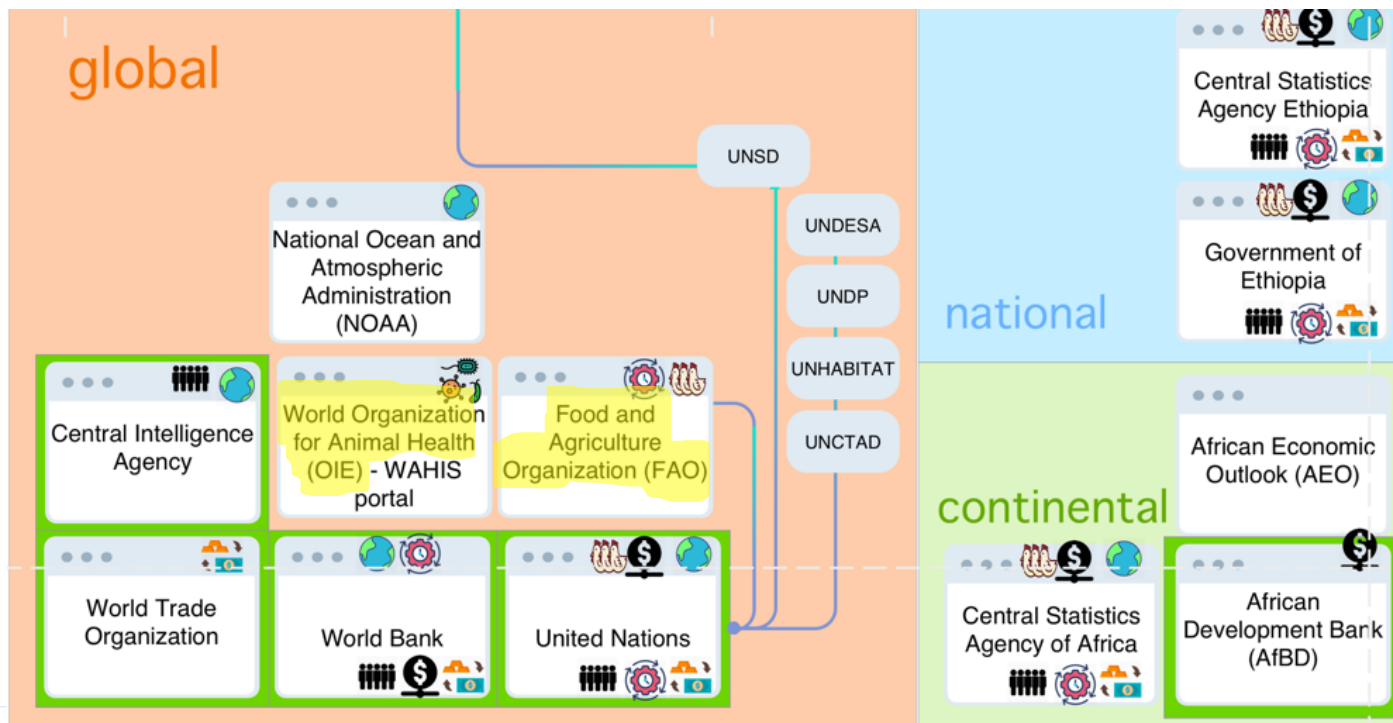 global
UNSD
UNDESA
UNDP
UNHABITAT
UNCTAD
National Ocean and
Atmospheric
Administration
(NOAA)
Central Intelligence
Agency
World Organization
for Animal Health
(OIE) - WAHIS
portal
Food and
Agriculture
Organization (FAO)
World Trade
Organization
World Bank
United Nations
national
Central Statistics
Agency Ethiopia
Government of
Ethiopia
continental
African Economic
Outlook (AEO)
Central Statistics
Agency of Africa
African
Development Bank
(AfBD)